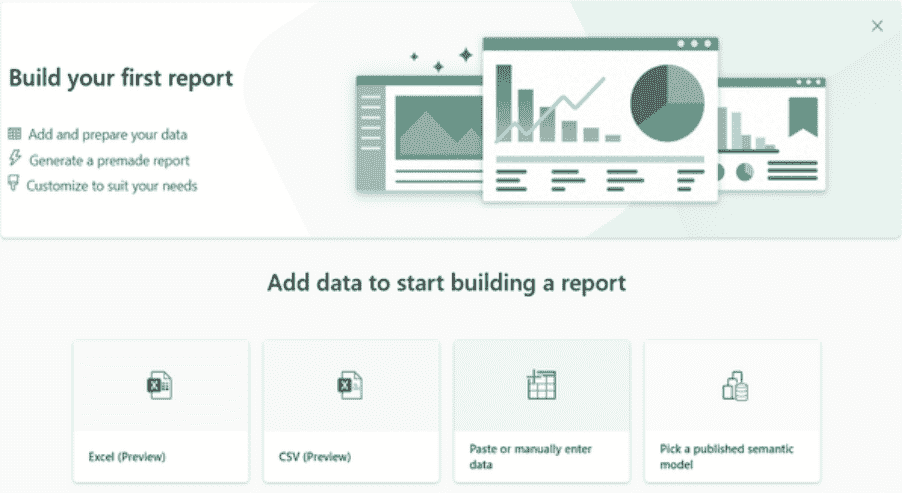 Build your first report
Add and prepare your data
Generate a premade report
Customize to suit your needs
Add data to start building a report
Excel (Preview)
CSV (Preview)
Paste or manually enter
data
Pick a published semantic
model